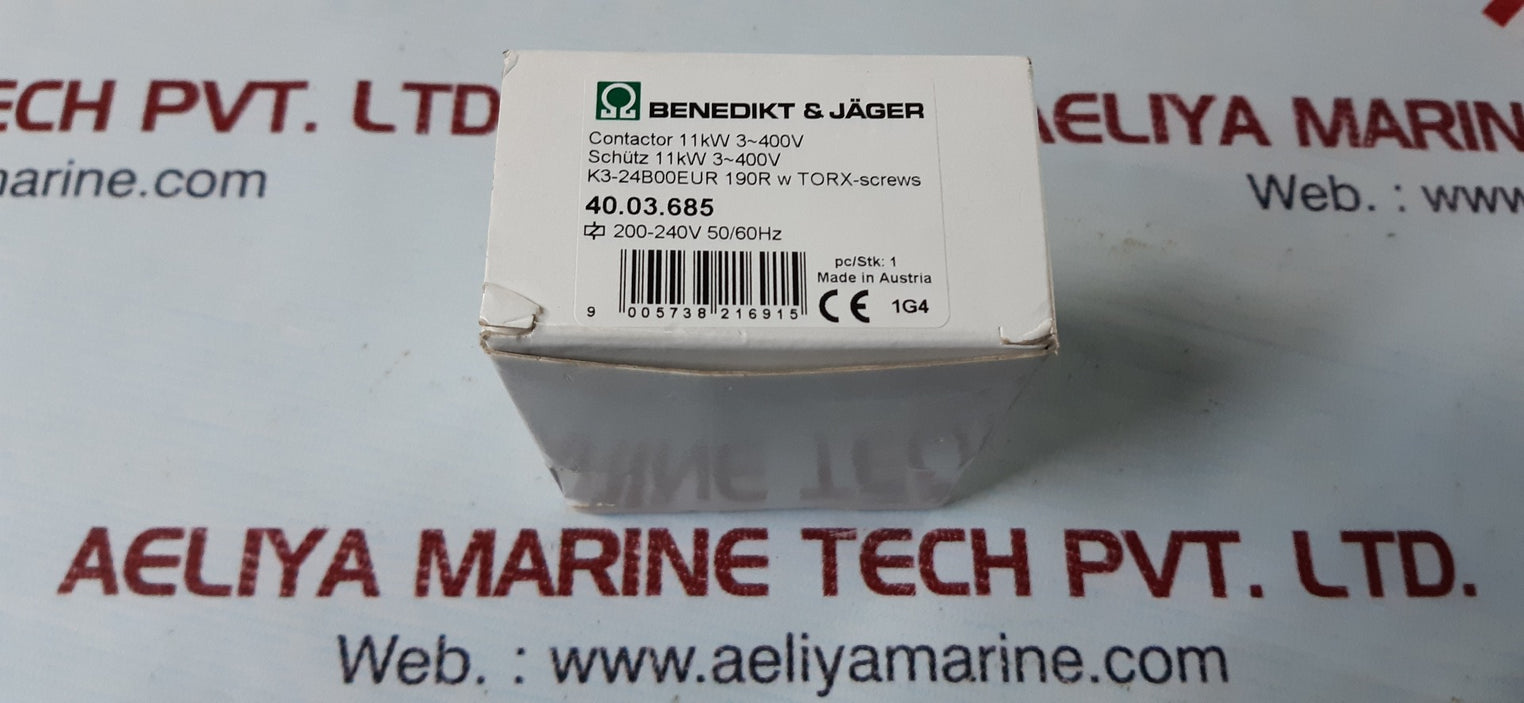 ECH PVT. LTD
AELIYA MARIN
arine.com
Web. : www
BENEDIKT & JÄGER
Contactor 11kW 3~400V
Schütz 11kW 3~400V
K3-24B00EUR 190R w TORX-screws
40.03.685
200-240V 50/60Hz
pc/Stk: 1
Made in Austria
CE 1G4
9 005738 216915
AELIYA MARINE TECH PVT. LTD.
Web. : www.aeliyamarine.com